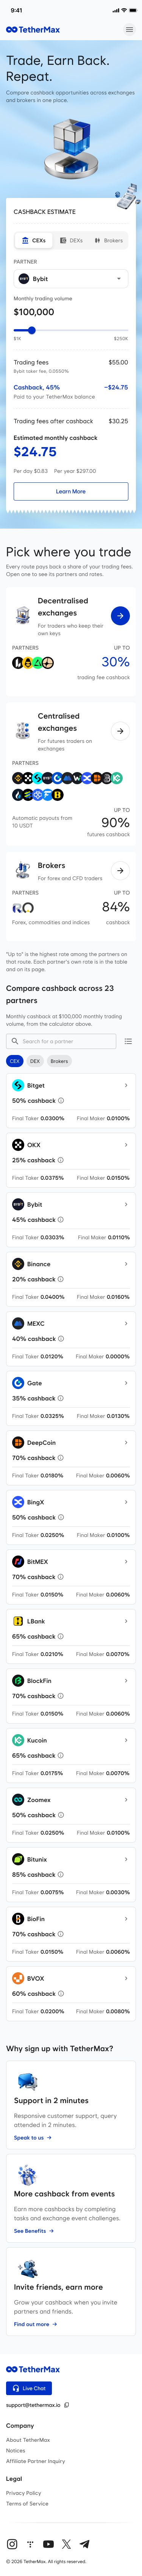 9:41
TetherMax
Trade, Earn Back.
Repeat.
Compare cashback opportunities across exchanges
and brokers in one place.
CASHBACK ESTIMATE
CEXs DEXs Brokers
PARTNER
Bybit
Monthly trading volume
$100,000
$1K $250K
Trading fees $55.00
Bybit taker fee, 0.0550%
Cashback, 45% −$24.75
Paid to your TetherMax balance
Trading fees after cashback $30.25
Estimated monthly cashback
$24.75
Per day $0.83 Per year $297.00
Learn More
Pick where you trade
Every route pays back a share of your trading fees.
Open one to see its partners and rates.
Decentralised
exchanges
For traders who keep their
own keys
PARTNERS UP TO
30%
trading fee cashback
Centralised
exchanges
For futures traders on
exchanges
PARTNERS
Automatic payouts from
10 USDT
UP TO
90%
futures cashback
Brokers
For forex and CFD traders
PARTNERS UP TO
84%
Forex, commodities and indices cashback
"Up to" is the highest rate among the partners on
that route. Each partner's own rate is in the table
and on its page.
Compare cashback across 23
partners
Monthly cashback at $100,000 monthly trading
volume, from the calculator above.
Search for a partner
CEX DEX Brokers
Bitget
50% cashback
Final Taker 0.0300% Final Maker 0.0100%
OKX
25% cashback
Final Taker 0.0375% Final Maker 0.0150%
Bybit
45% cashback
Final Taker 0.0303% Final Maker 0.0110%
Binance
20% cashback
Final Taker 0.0400% Final Maker 0.0160%
MEXC
40% cashback
Final Taker 0.0120% Final Maker 0.0000%
Gate
35% cashback
Final Taker 0.0325% Final Maker 0.0130%
DeepCoin
70% cashback
Final Taker 0.0180% Final Maker 0.0060%
BingX
50% cashback
Final Taker 0.0250% Final Maker 0.0100%
BitMEX
70% cashback
Final Taker 0.0150% Final Maker 0.0060%
LBank
65% cashback
Final Taker 0.0210% Final Maker 0.0070%
BlockFin
70% cashback
Final Taker 0.0150% Final Maker 0.0060%
Kucoin
65% cashback
Final Taker 0.0175% Final Maker 0.0070%
Zoomex
50% cashback
Final Taker 0.0250% Final Maker 0.0100%
Bitunix
85% cashback
Final Taker 0.0075% Final Maker 0.0030%
BloFin
70% cashback
Final Taker 0.0150% Final Maker 0.0060%
BVOX
60% cashback
Final Taker 0.0200% Final Maker 0.0080%
Why sign up with TetherMax?
Support in 2 minutes
Responsive customer support, query
attended in 2 minutes.
Speak to us
More cashback from events
Earn more cashbacks by completing
tasks and exchange event challenges.
See Benefits
Invite friends, earn more
Grow your cashback when you invite
partners and friends.
Find out more
TetherMax
Live Chat
support@tethermax.io
Company
About TetherMax
Notices
Affiliate Partner Inquiry
Legal
Privacy Policy
Terms of Service
© 2026 TetherMax. All rights reserved.